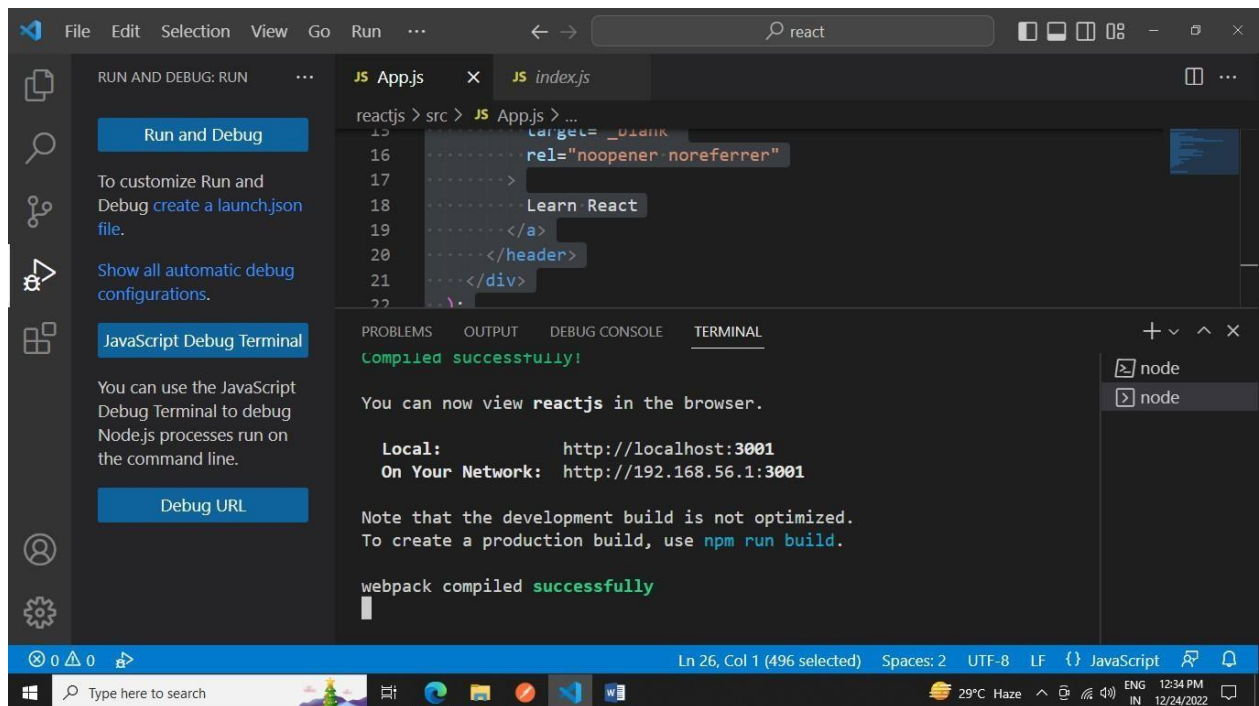 File Edit Selection View Go Run ··· ← → react
RUN AND DEBUG: RUN ···
Run and Debug
To customize Run and
Debug create a launch.json
file.
Show all automatic debug
configurations.
JavaScript Debug Terminal
You can use the JavaScript
Debug Terminal to debug
Node.js processes run on
the command line.
Debug URL
JS App.js × JS index.js
reactjs > src > JS App.js > ...
15 target="_blank
16 rel="noopener noreferrer"
17 >
18 Learn React
19 </a>
20 </header>
21 </div>
22 );
PROBLEMS OUTPUT DEBUG CONSOLE TERMINAL
Compiled successfully!
You can now view reactjs in the browser.
Local: http://localhost:3001
On Your Network: http://192.168.56.1:3001
Note that the development build is not optimized.
To create a production build, use npm run build.
webpack compiled successfully
node
node
0 0 Ln 26, Col 1 (496 selected) Spaces: 2 UTF-8 LF {} JavaScript
Type here to search 29°C Haze ENG IN 12:34 PM 12/24/2022